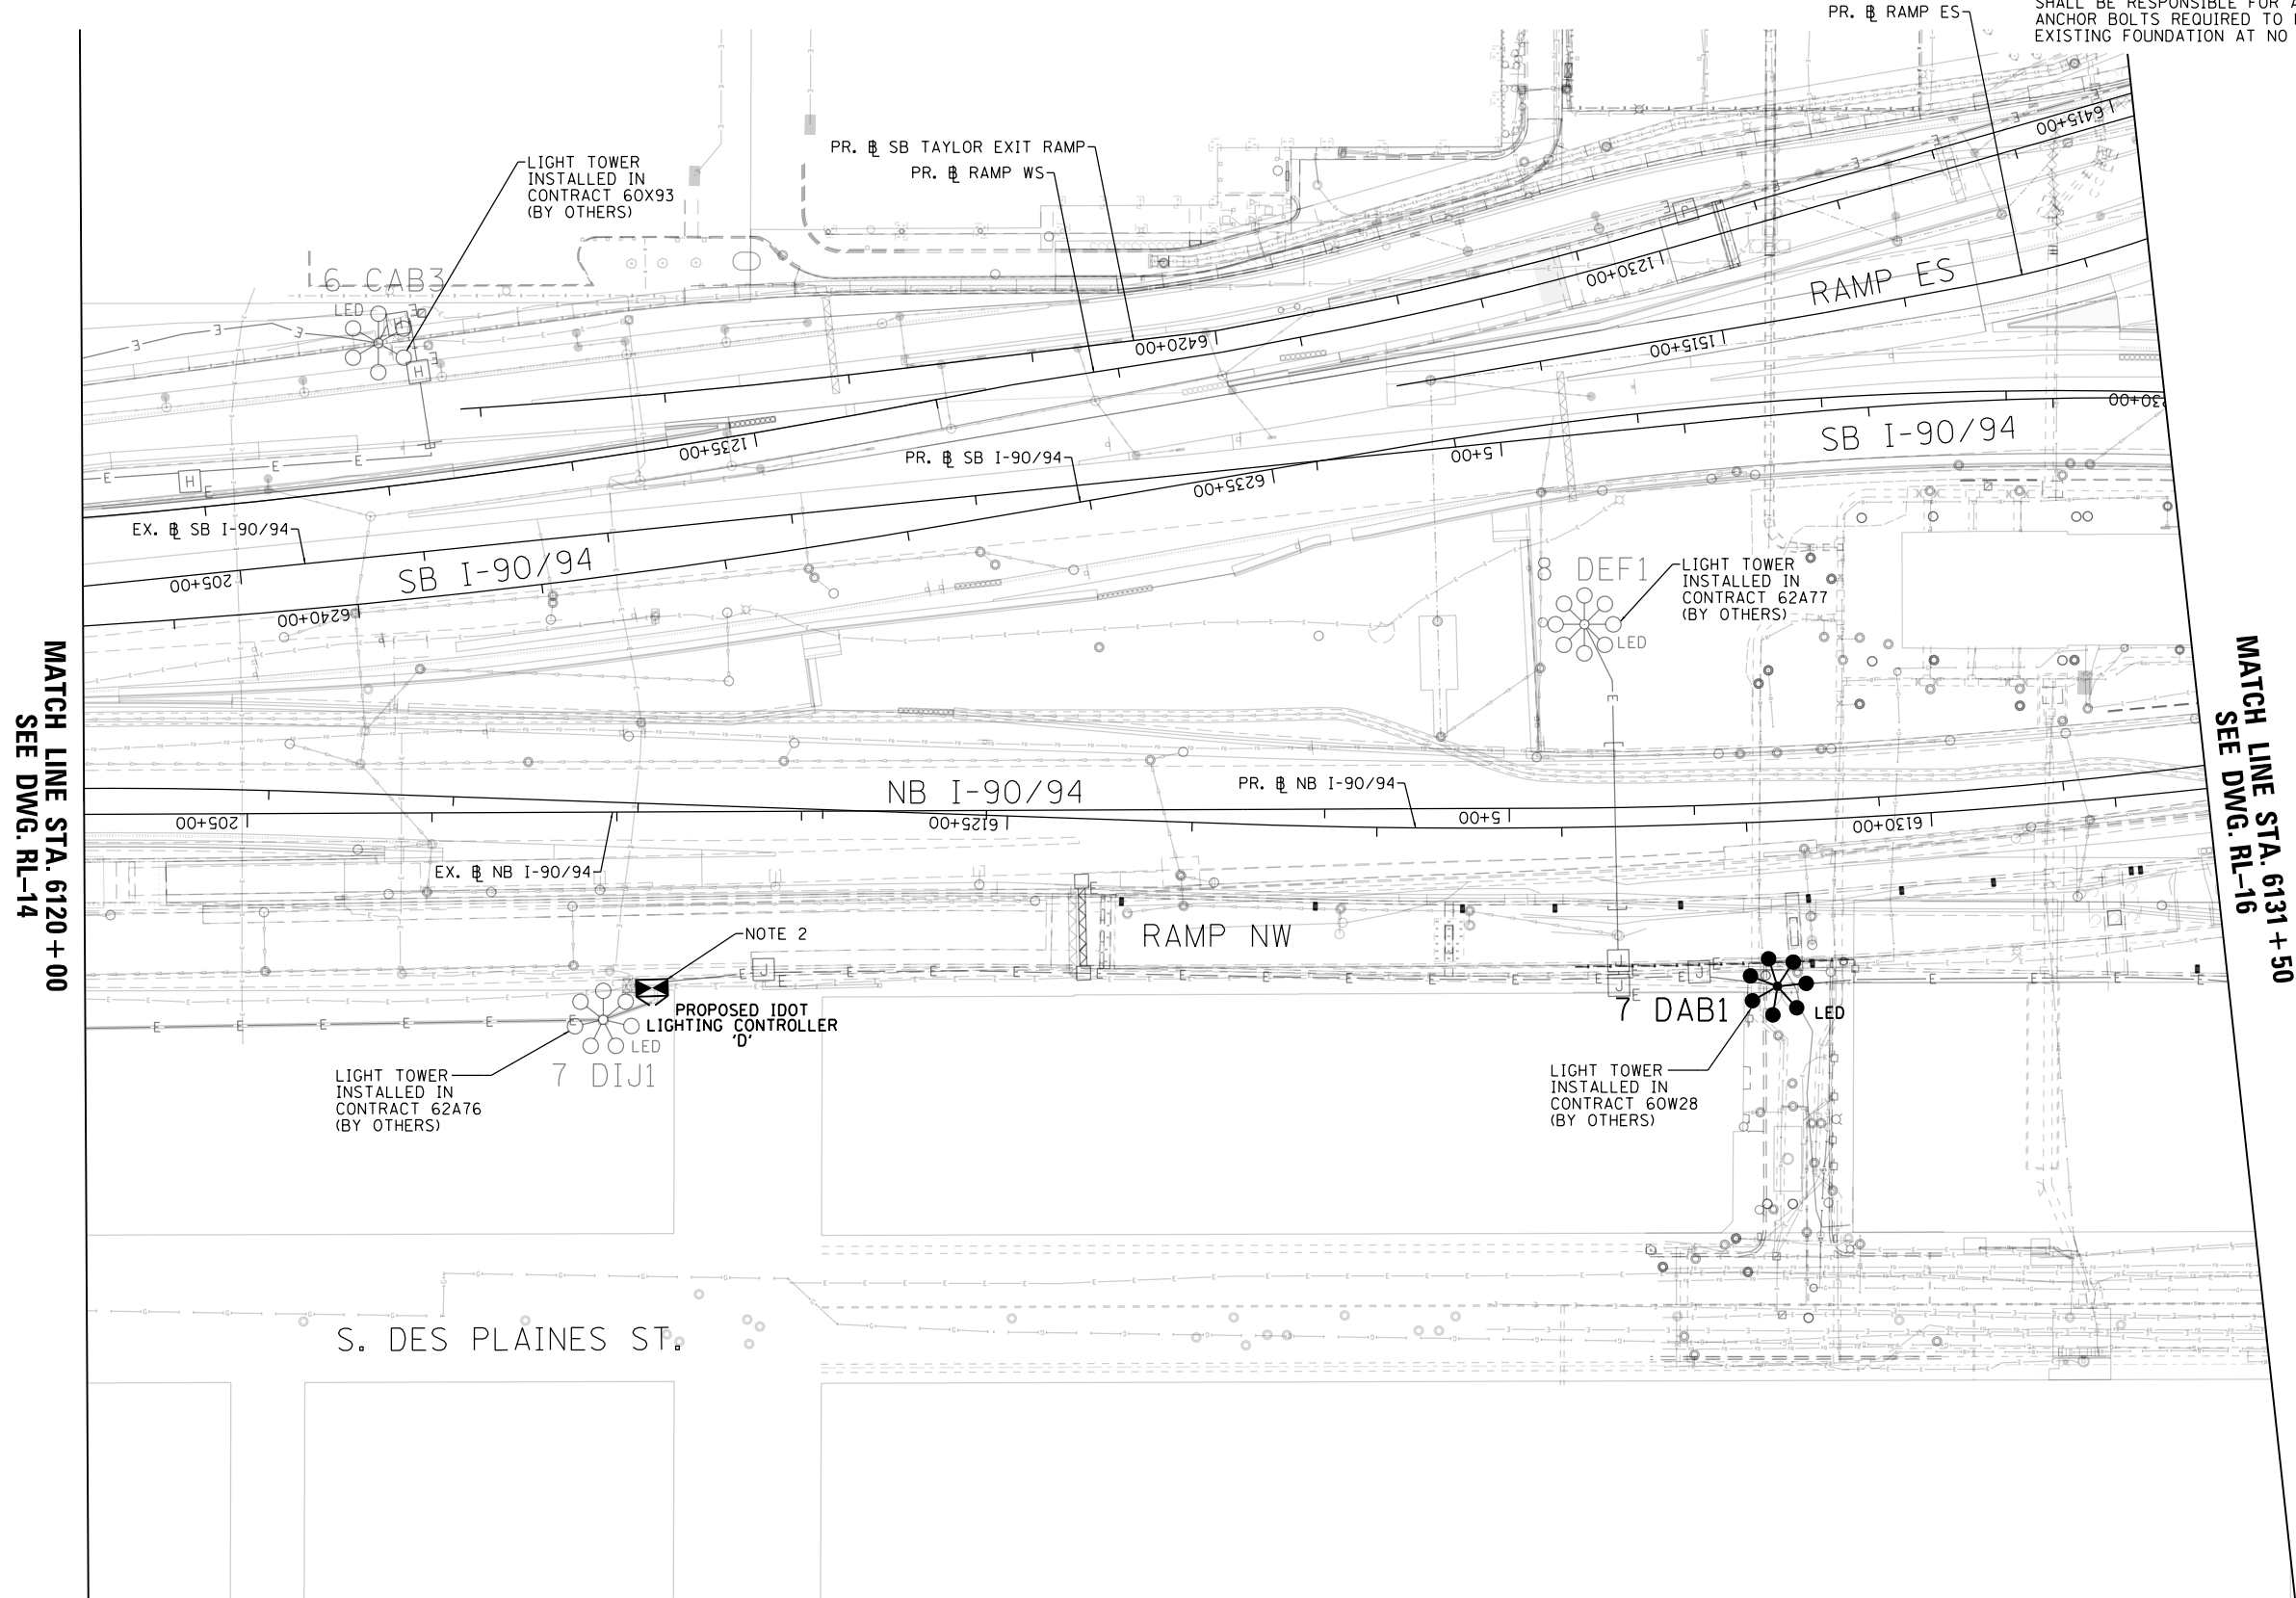 PR. ℄ RAMP ES
SHALL BE RESPONSIBLE FOR
ANCHOR BOLTS REQUIRED TO
EXISTING FOUNDATION AT NO
6415+00
PR. ℄ SB TAYLOR EXIT RAMP
PR. ℄ RAMP WS
LIGHT TOWER
INSTALLED IN
CONTRACT 60X93
(BY OTHERS)
6 CAB3
LED
H
H
H
J
1230+00
RAMP ES
6420+00
1515+00
230+00
SB I-90/94
1235+00
PR. ℄ SB I-90/94
5+00
6235+00
EX. ℄ SB I-90/94
SB I-90/94
205+00
6240+00
8 DEF1
LED
LIGHT TOWER
INSTALLED IN
CONTRACT 62A77
(BY OTHERS)
MATCH LINE STA. 6120+00
SEE DWG. RL-14
MATCH LINE STA. 6131+50
SEE DWG. RL-16
NB I-90/94
PR. ℄ NB I-90/94
205+00
6125+00
5+00
6130+00
EX. ℄ NB I-90/94
RAMP NW
NOTE 2
J
J
J
J
PROPOSED IDOT
LIGHTING CONTROLLER
'D'
LED
7 DIJ1
LIGHT TOWER
INSTALLED IN
CONTRACT 62A76
(BY OTHERS)
7 DAB1
LED
LIGHT TOWER
INSTALLED IN
CONTRACT 60W28
(BY OTHERS)
S. DES PLAINES ST.